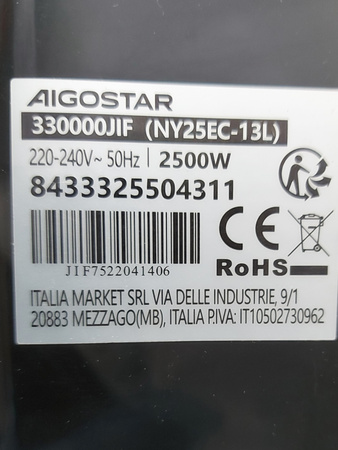 AIGOSTAR
330000JIF (NY25EC-13L)
220-240V~ 50Hz | 2500W
8433325504311
CE
RoHS
JIF7522041406
ITALIA MARKET SRL VIA DELLE INDUSTRIE, 9/1
20883 MEZZAGO(MB), ITALIA P.IVA: IT10502730962